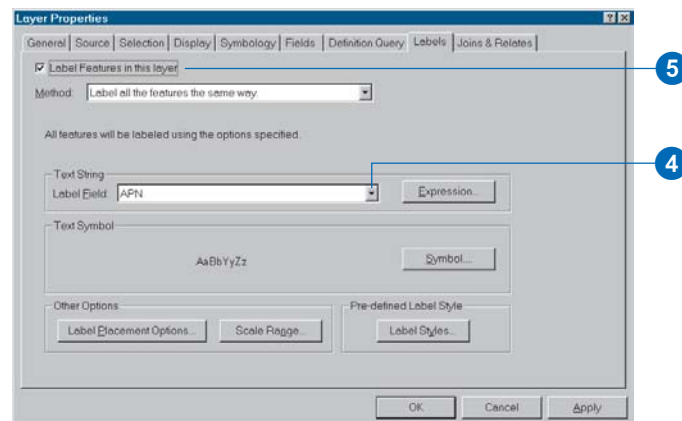 Layer Properties
General Source Selection Display Symbology Fields Definition Query Labels Joins & Relates
Label Features in this layer
5
Method: Label all the features the same way.
All features will be labeled using the options specified.
4
Text String
Label Field: APN
Expression...
Text Symbol
AaBbYyZz
Symbol...
Other Options
Pre-defined Label Style
Label Placement Options... Scale Range... Label Styles...
OK Cancel Apply